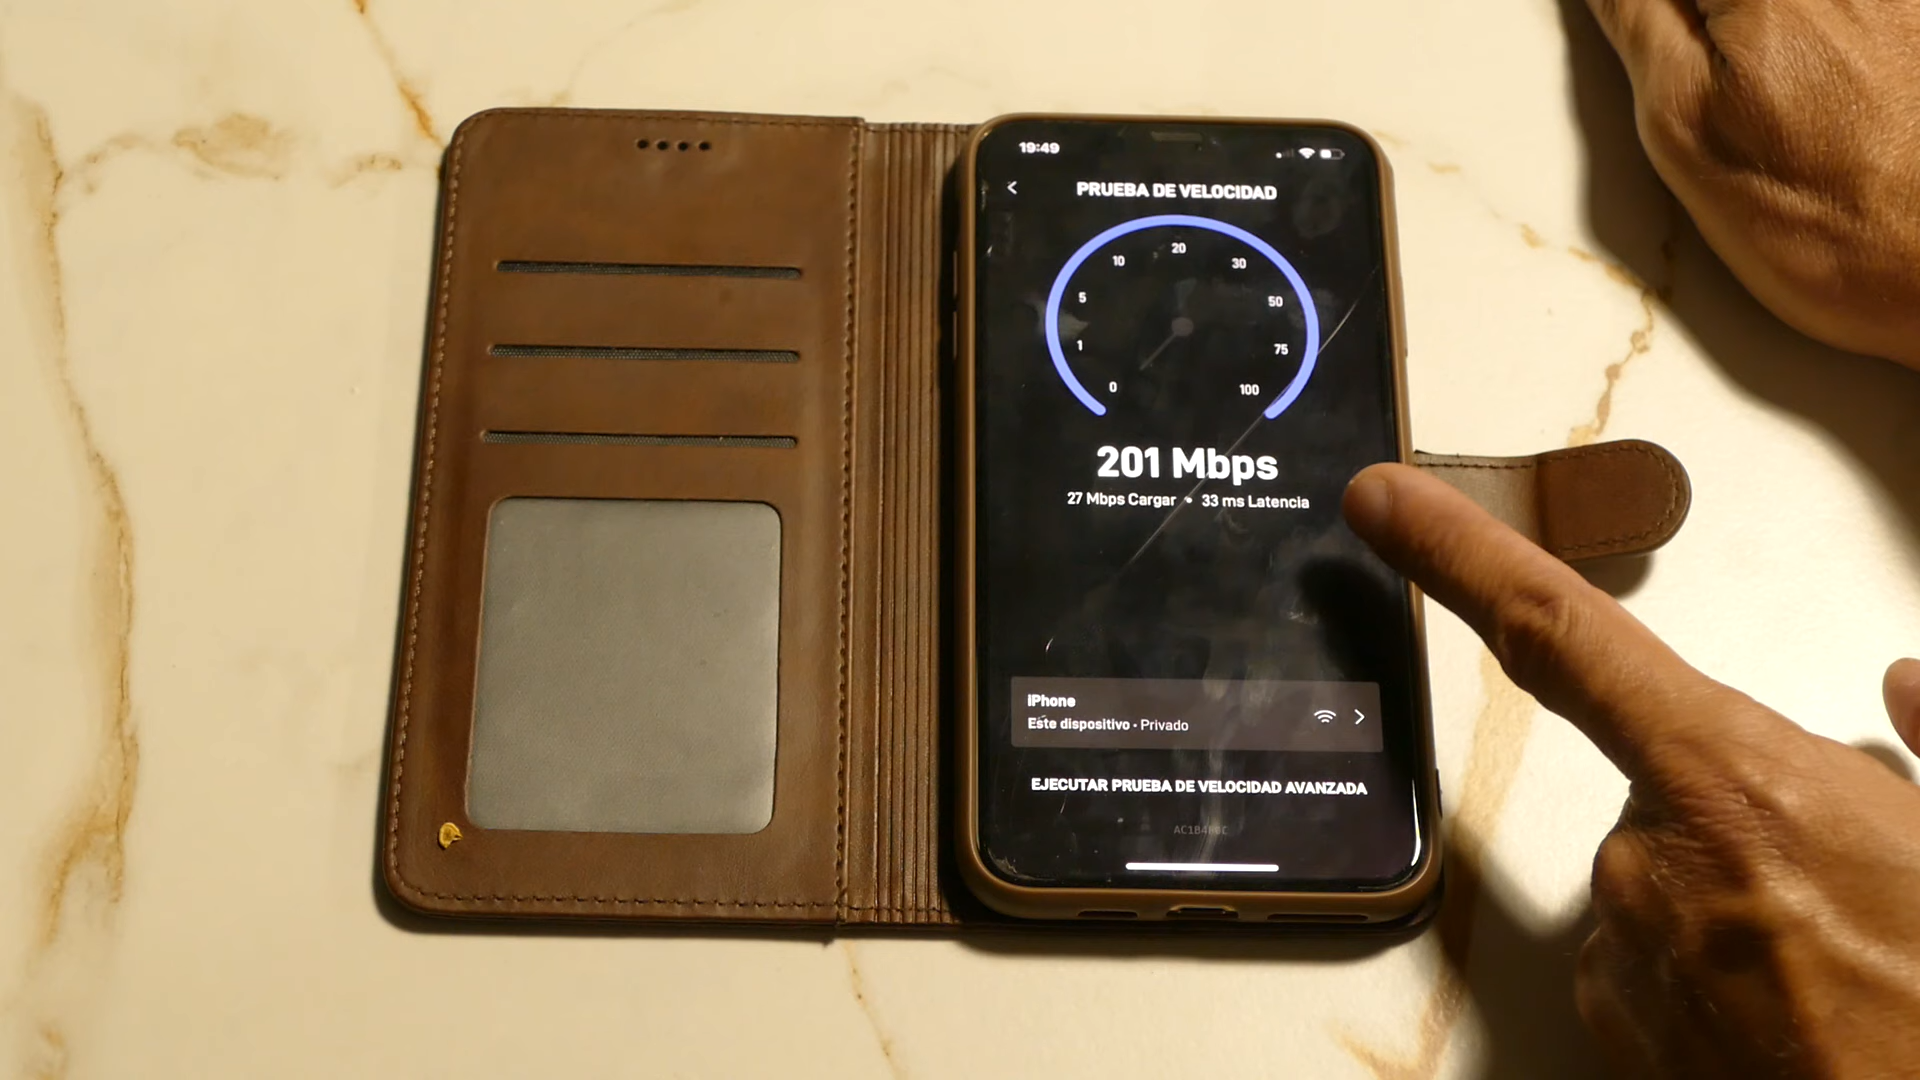 19:49
PRUEBA DE VELOCIDAD
20
10
30
5
50
1
75
0
100
201 Mbps
27 Mbps Cargar • 33 ms Latencia
iPhone
Este dispositivo • Privado
EJECUTAR PRUEBA DE VELOCIDAD AVANZADA